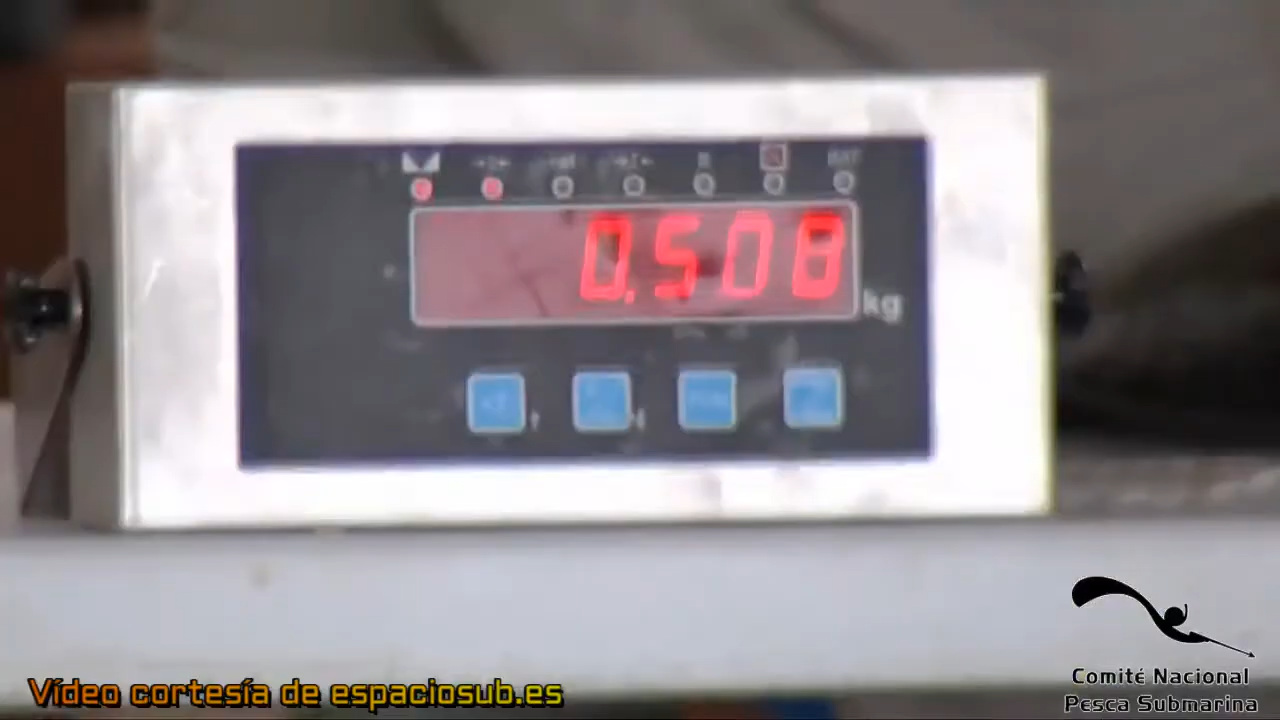 0.508
kg
Vídeo cortesía de espaciosub.es
Comité Nacional
Pesca Submarina